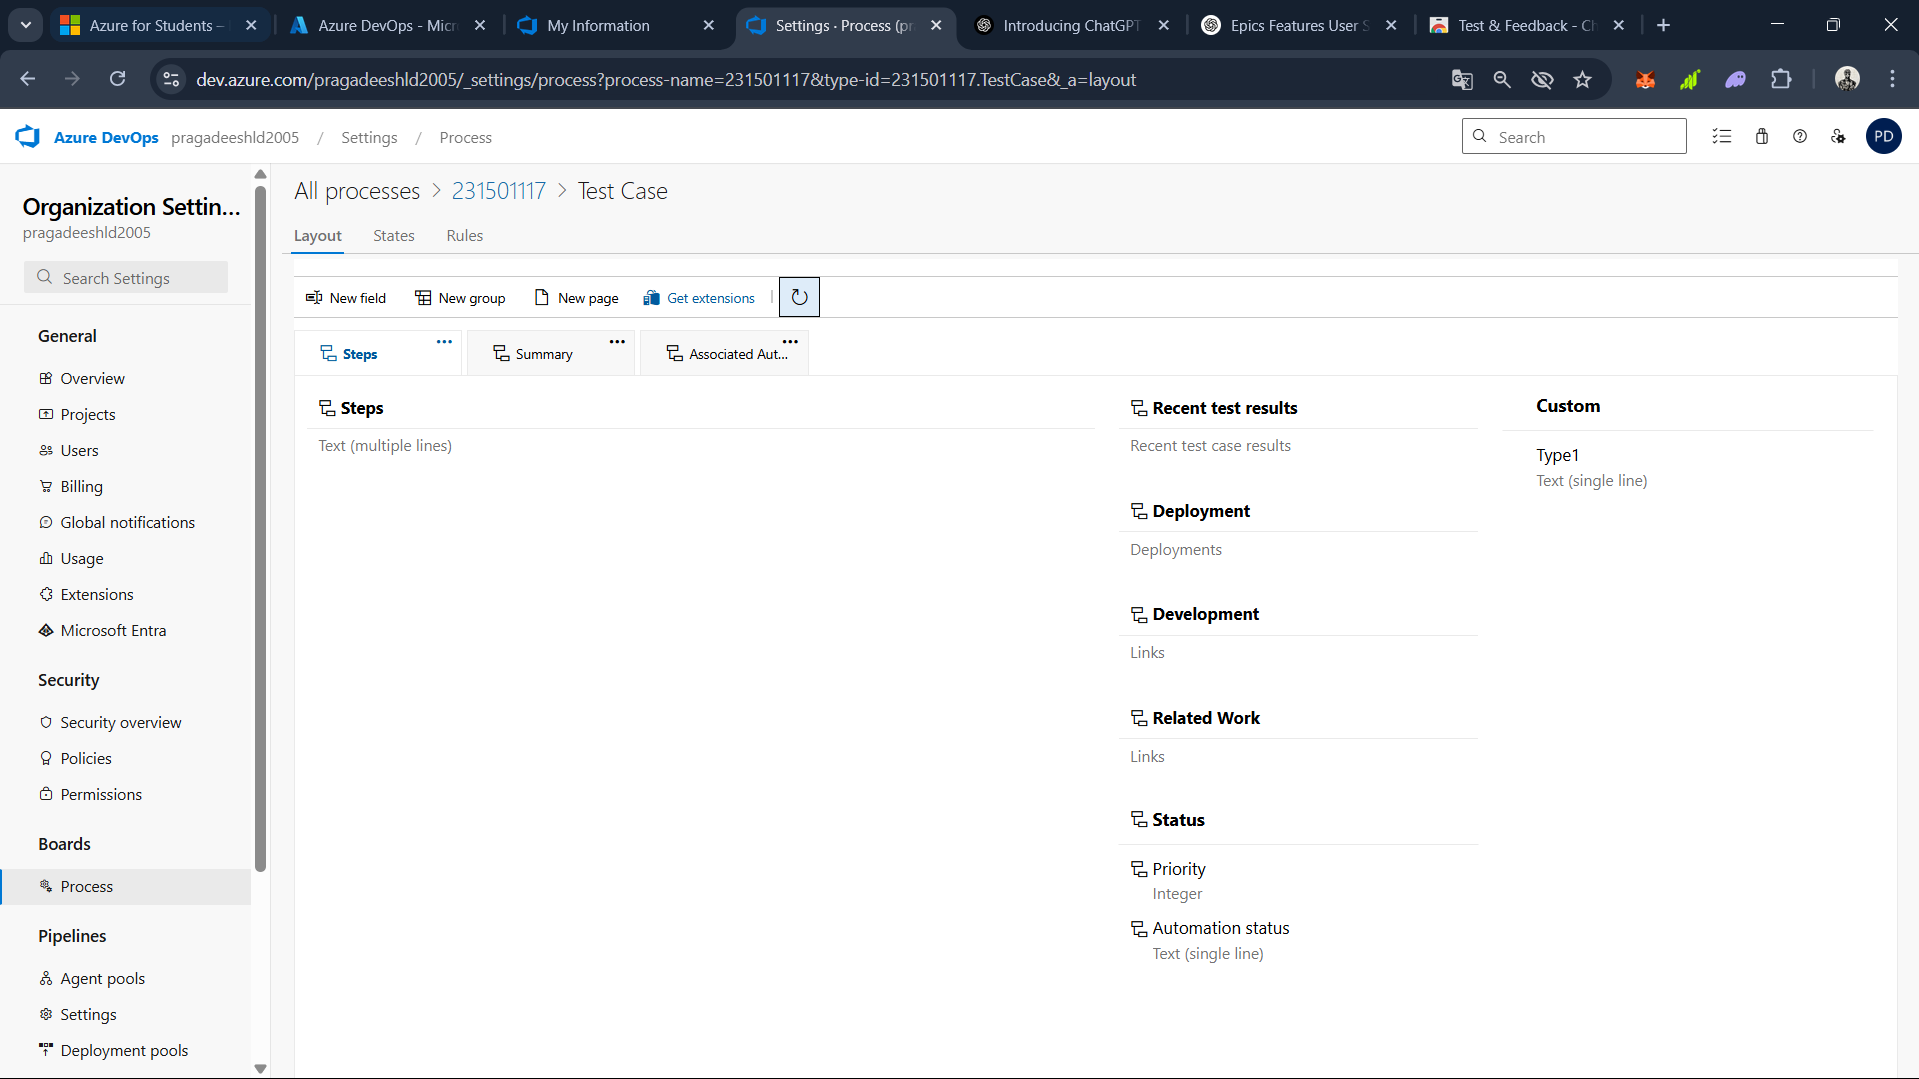 Azure for Students –
Azure DevOps - Micr
My Information
Settings · Process (pr
Introducing ChatGPT
Epics Features User S
Test & Feedback - Ch
dev.azure.com/pragadeeshld2005/_settings/process?process-name=231501117&type-id=231501117.TestCase&_a=layout
Azure DevOps pragadeeshld2005 / Settings / Process
Search
PD
Organization Settin...
pragadeeshld2005
Search Settings
General
Overview
Projects
Users
Billing
Global notifications
Usage
Extensions
Microsoft Entra
Security
Security overview
Policies
Permissions
Boards
Process
Pipelines
Agent pools
Settings
Deployment pools
All processes > 231501117 > Test Case
Layout States Rules
New field New group New page Get extensions
Steps
Summary
Associated Aut...
Steps
Text (multiple lines)
Recent test results
Recent test case results
Deployment
Deployments
Development
Links
Related Work
Links
Status
Priority
Integer
Automation status
Text (single line)
Custom
Type1
Text (single line)